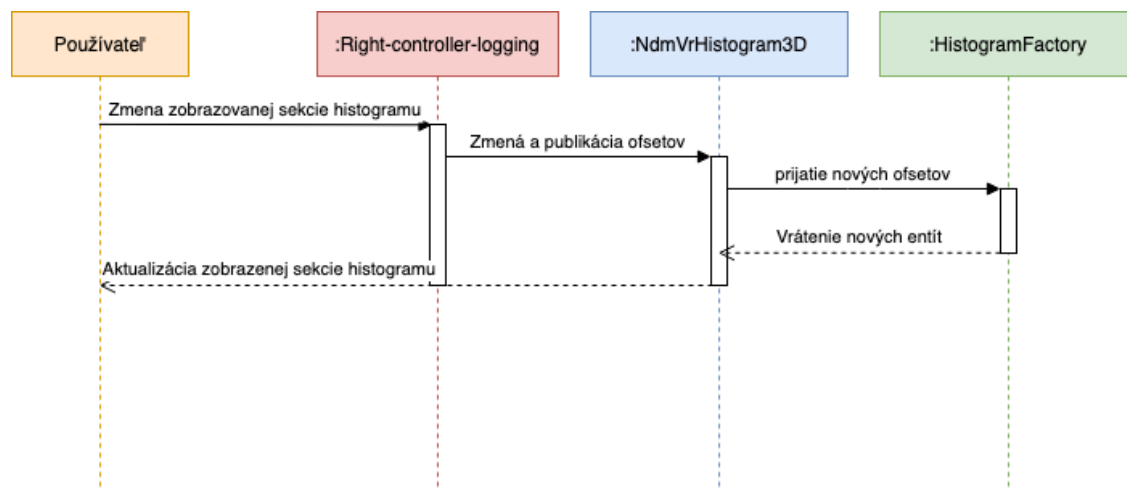 Používateľ
:Right-controller-logging
:NdmVrHistogram3D
:HistogramFactory
Zmena zobrazovanej sekcie histogramu
Zmená a publikácia ofsetov
prijatie nových ofsetov
Vrátenie nových entít
Aktualizácia zobrazenej sekcie histogramu